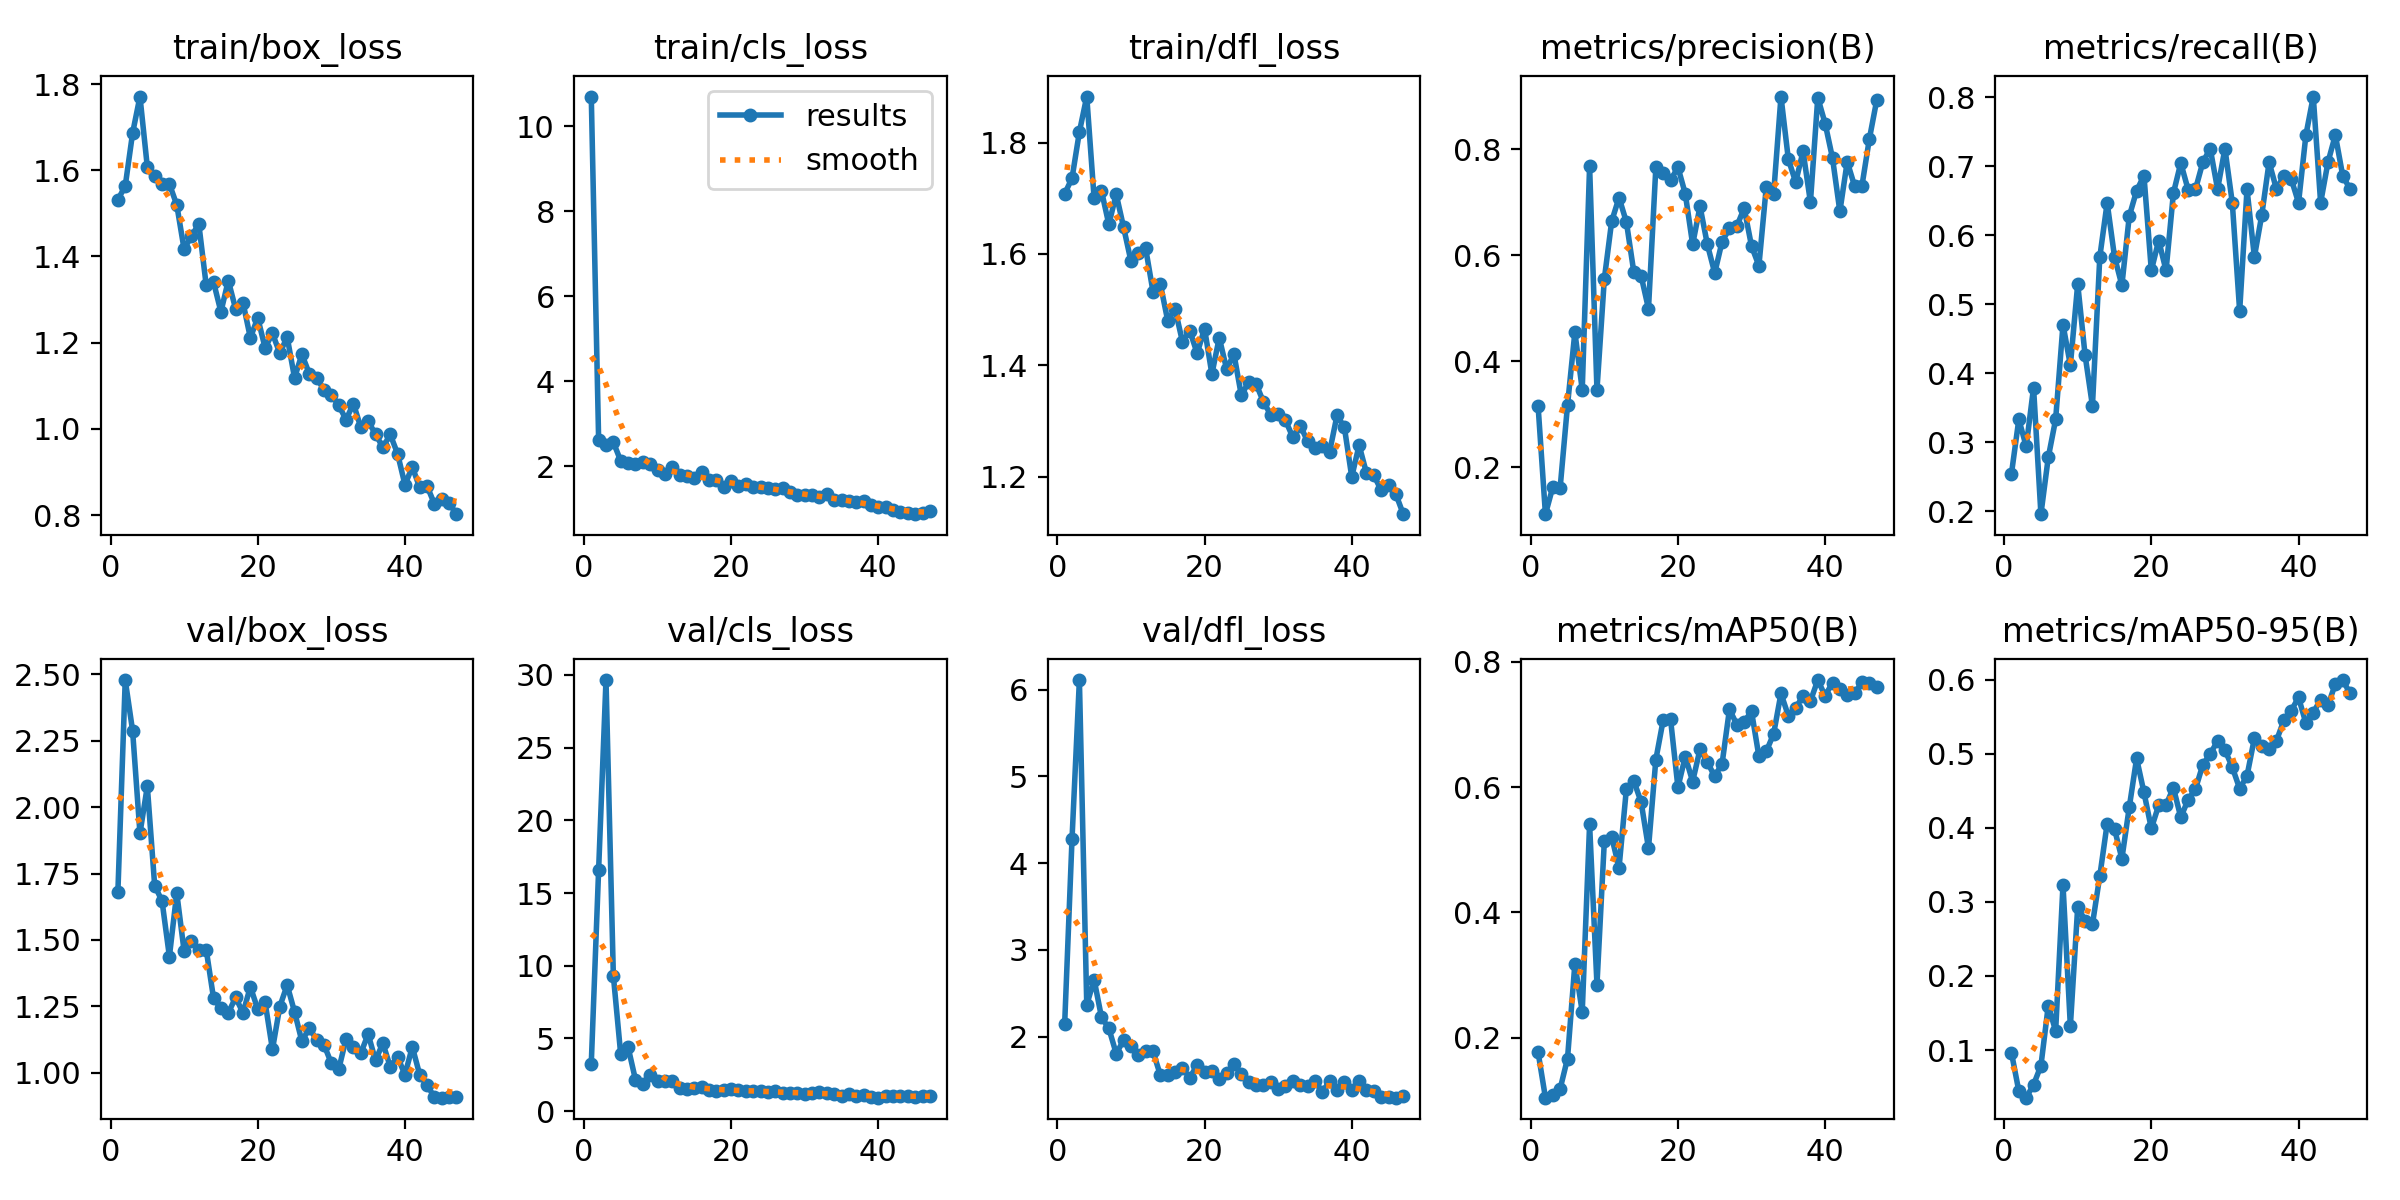 train/box_loss
1.8
1.6
1.4
1.2
1.0
0.8
0 20 40
train/cls_loss
results
smooth
10
8
6
4
2
0 20 40
train/dfl_loss
1.8
1.6
1.4
1.2
0 20 40
metrics/precision(B)
0.8
0.6
0.4
0.2
0 20 40
metrics/recall(B)
0.8
0.7
0.6
0.5
0.4
0.3
0.2
0 20 40
val/box_loss
2.50
2.25
2.00
1.75
1.50
1.25
1.00
0 20 40
val/cls_loss
30
25
20
15
10
5
0
0 20 40
val/dfl_loss
6
5
4
3
2
0 20 40
metrics/mAP50(B)
0.8
0.6
0.4
0.2
0 20 40
metrics/mAP50-95(B)
0.6
0.5
0.4
0.3
0.2
0.1
0 20 40